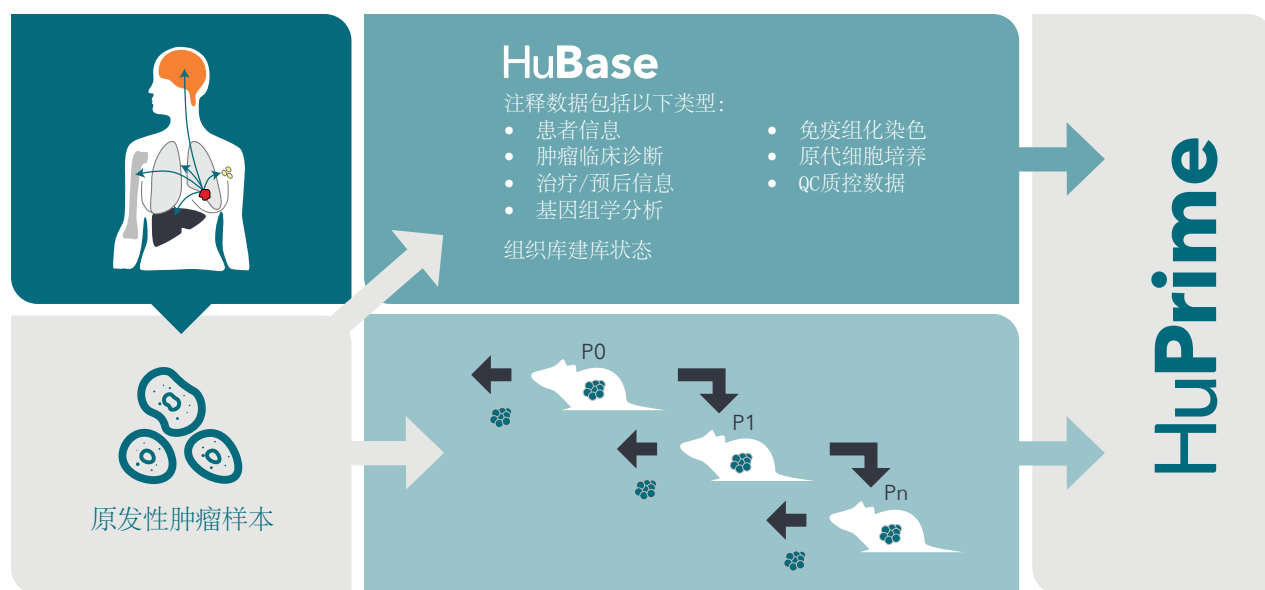 HuBase
注释数据包括以下类型:
• 患者信息
• 肿瘤临床诊断
• 治疗/预后信息
• 基因组学分析
• 免疫组化染色
• 原代细胞培养
• QC质控数据
组织库建库状态
原发性肿瘤样本
P0
P1
Pn
HuPrime